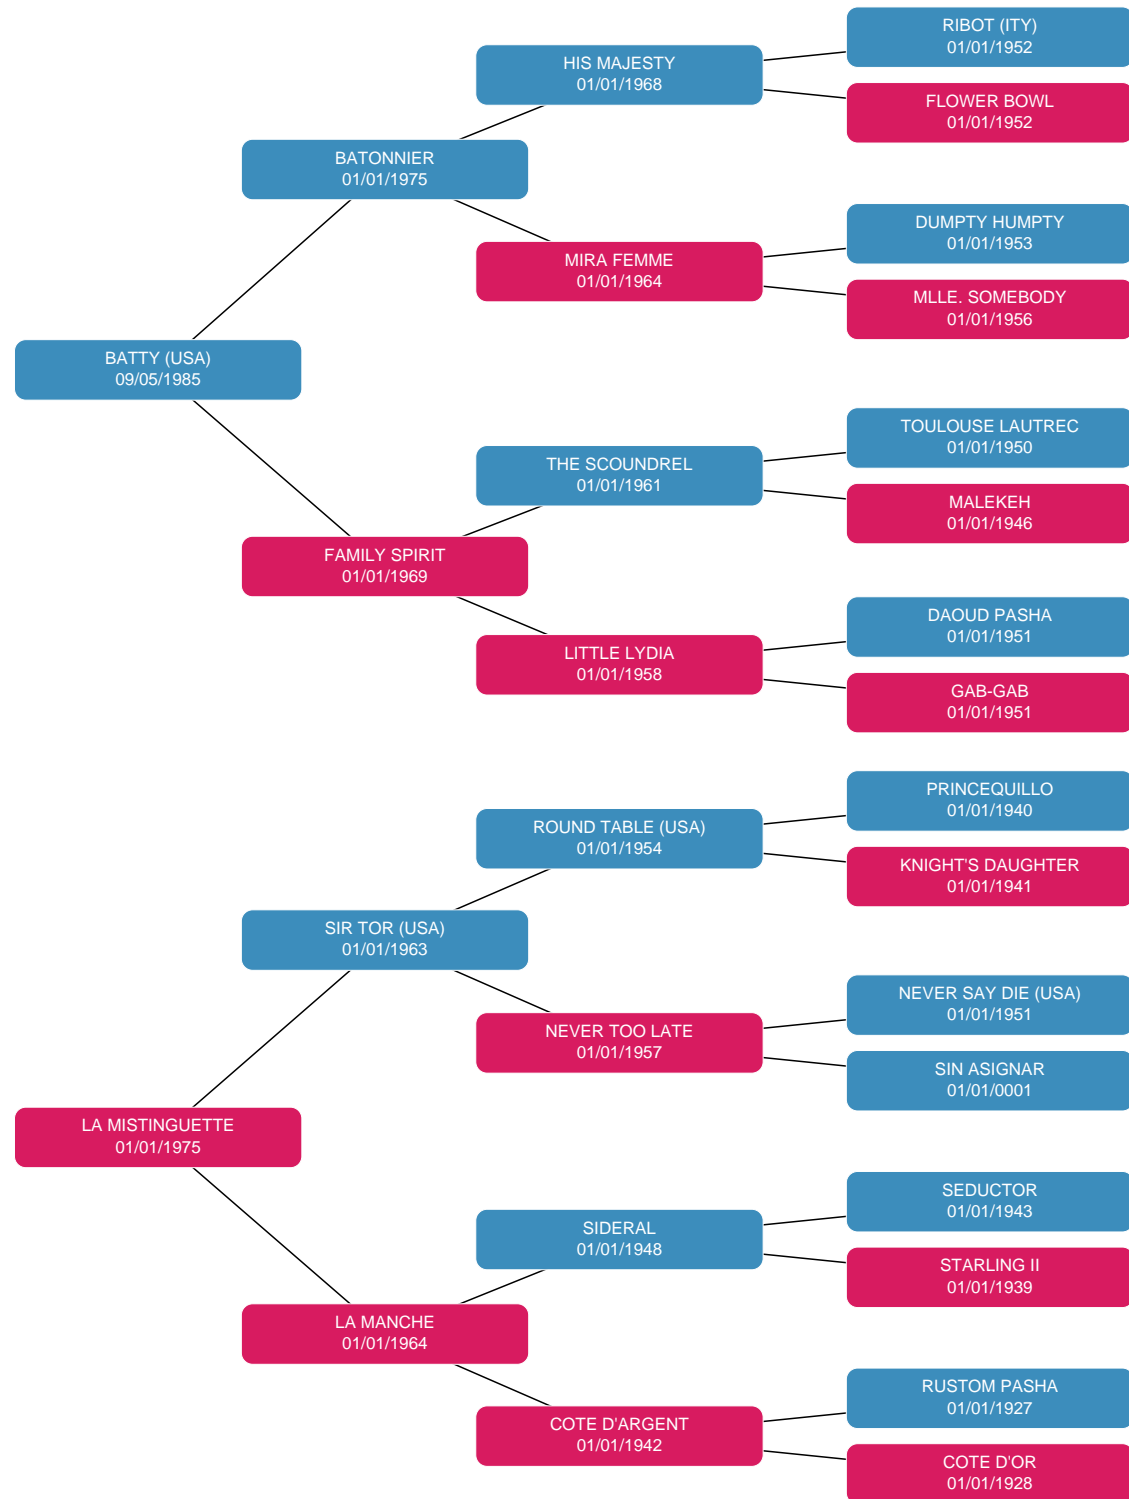 RIBOT (ITY)
01/01/1952
HIS MAJESTY
01/01/1968
FLOWER BOWL
01/01/1952
BATONNIER
01/01/1975
DUMPTY HUMPTY
01/01/1953
MIRA FEMME
01/01/1964
MLLE. SOMEBODY
01/01/1956
BATTY (USA)
09/05/1985
TOULOUSE LAUTREC
01/01/1950
THE SCOUNDREL
01/01/1961
MALEKEH
01/01/1946
FAMILY SPIRIT
01/01/1969
DAOUD PASHA
01/01/1951
LITTLE LYDIA
01/01/1958
GAB-GAB
01/01/1951
PRINCEQUILLO
01/01/1940
ROUND TABLE (USA)
01/01/1954
KNIGHT'S DAUGHTER
01/01/1941
SIR TOR (USA)
01/01/1963
NEVER SAY DIE (USA)
01/01/1951
NEVER TOO LATE
01/01/1957
SIN ASIGNAR
01/01/0001
LA MISTINGUETTE
01/01/1975
SEDUCTOR
01/01/1943
SIDERAL
01/01/1948
STARLING II
01/01/1939
LA MANCHE
01/01/1964
RUSTOM PASHA
01/01/1927
COTE D'ARGENT
01/01/1942
COTE D'OR
01/01/1928